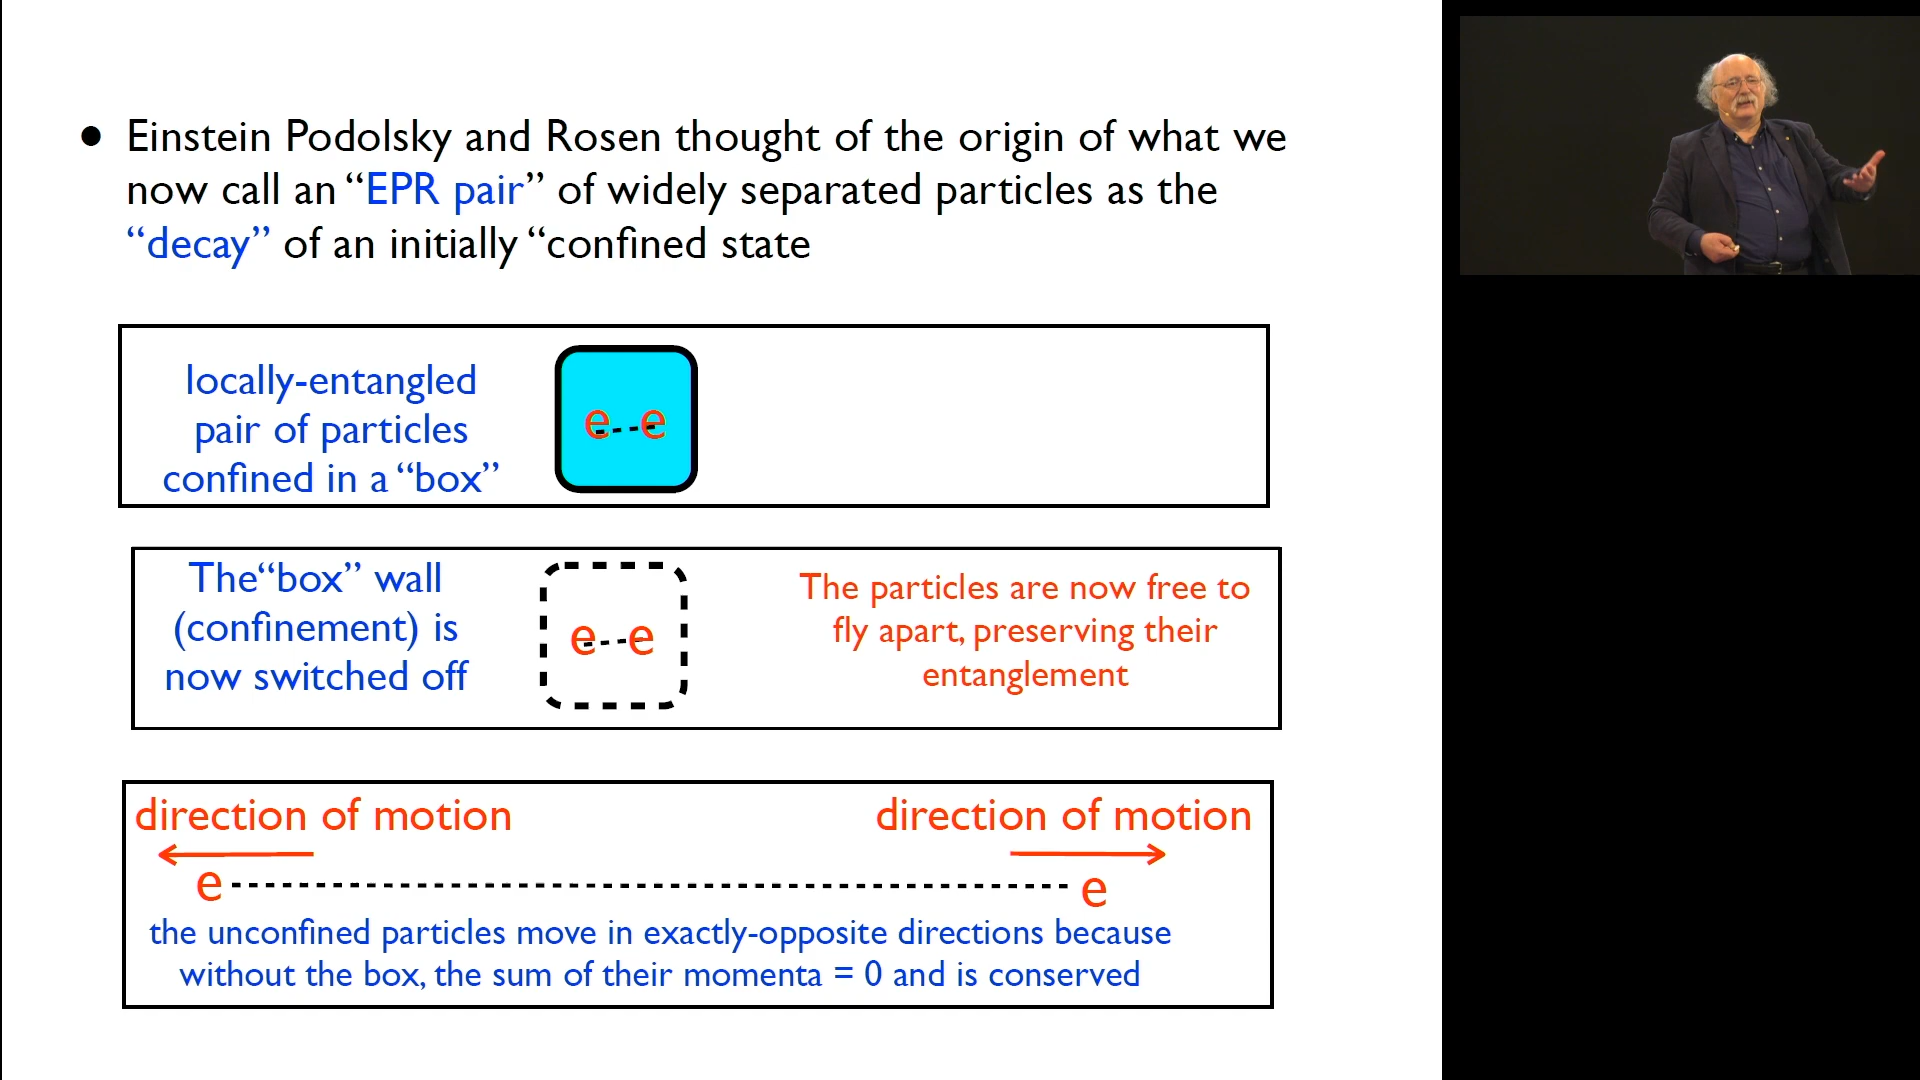 ● Einstein Podolsky and Rosen thought of the origin of what we
now call an “EPR pair” of widely separated particles as the
“decay” of an initially “confined state
locally-entangled
pair of particles
confined in a “box”
e e
The“box” wall
(confinement) is
now switched off
e e
The particles are now free to
fly apart, preserving their
entanglement
direction of motion
direction of motion
e
e
the unconfined particles move in exactly-opposite directions because
without the box, the sum of their momenta = 0 and is conserved